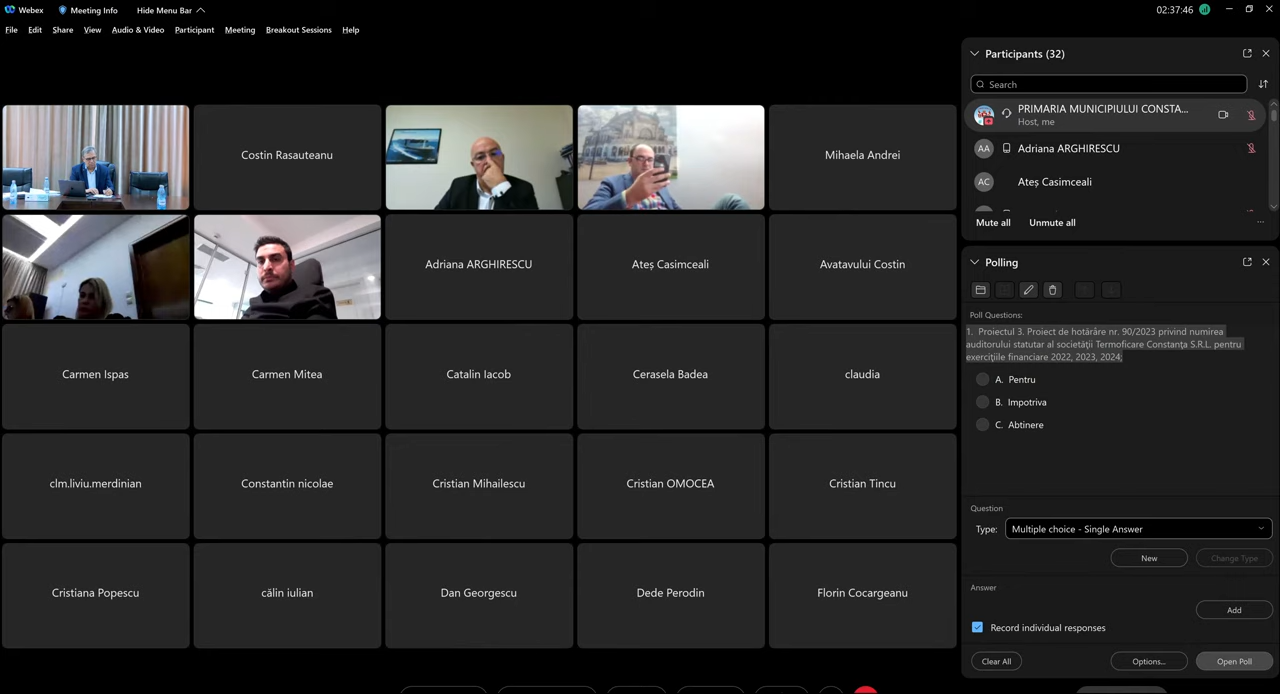 Webex
Meeting Info
Hide Menu Bar
02:37:46
File Edit Share View Audio & Video Participant Meeting Breakout Sessions Help
Costin Rasauteanu
Mihaela Andrei
Adriana ARGHIRESCU
Ateș Casimceali
Avatavului Costin
Carmen Ispas
Carmen Mitea
Catalin Iacob
Cerasela Badea
claudia
clm.liviu.merdinian
Constantin nicolae
Cristian Mihailescu
Cristian OMOCEA
Cristian Tincu
Cristiana Popescu
călin iulian
Dan Georgescu
Dede Perodin
Florin Cocargeanu
Participants (32)
Search
PRIMARIA MUNICIPIULUI CONSTA...
Host, me
AA Adriana ARGHIRESCU
AC Ateș Casimceali
Mute all
Unmute all
...
Polling
Poll Questions:
1. Proiectul 3. Proiect de hotărâre nr. 90/2023 privind numirea
auditorului statutar al societăţii Termoficare Constanţa S.R.L. pentru
exerciţiile financiare 2022, 2023, 2024;
A. Pentru
B. Impotriva
C. Abtinere
Question
Type: Multiple choice - Single Answer
New
Change Type
Answer
Add
Record individual responses
Clear All
Options...
Open Poll